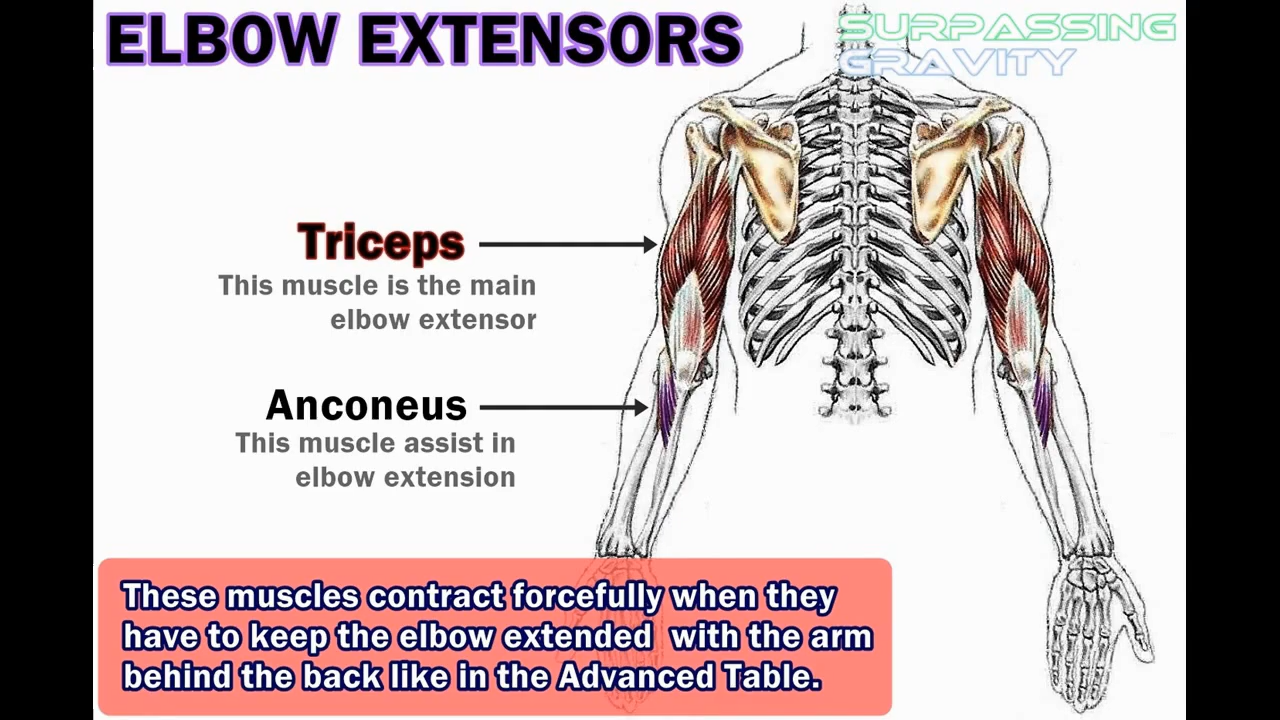 ELBOW EXTENSORS
SURPASSING
GRAVITY
Triceps
This muscle is the main
elbow extensor
Anconeus
This muscle assist in
elbow extension
These muscles contract forcefully when they
have to keep the elbow extended with the arm
behind the back like in the Advanced Table.